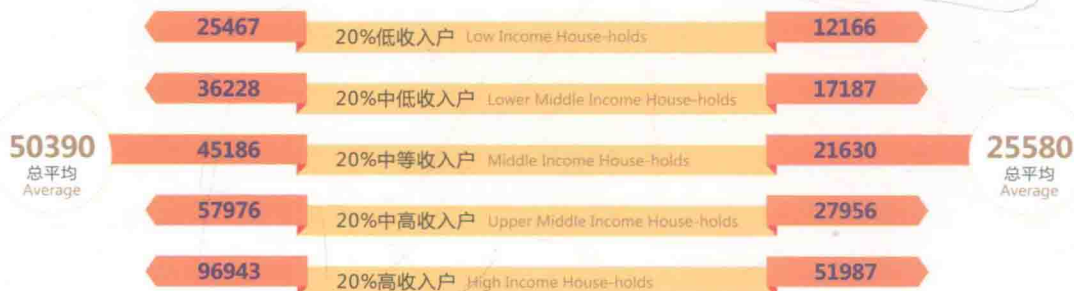 25467 20%低收入户 Low Income House-holds 12166
36228 20%中低收入户 Lower Middle Income House-holds 17187
50390 45186 20%中等收入户 Middle Income House-holds 21630 25580
总平均 总平均
Average Average
57976 20%中高收入户 Upper Middle Income House-holds 27956
96943 20%高收入户 High Income House-holds 51987